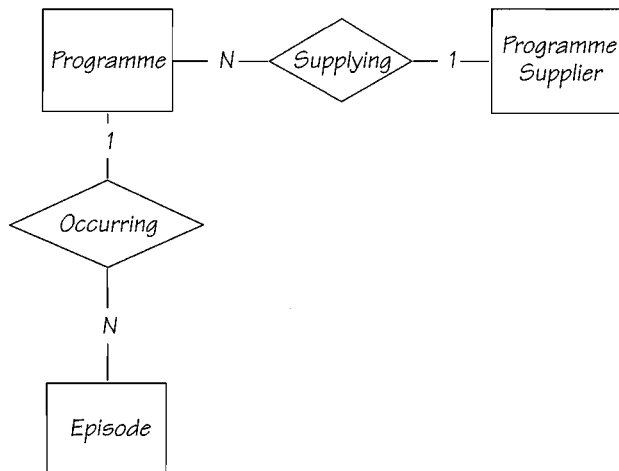 Programme
N
Supplying
1
Programme
Supplier
1
Occurring
N
Episode